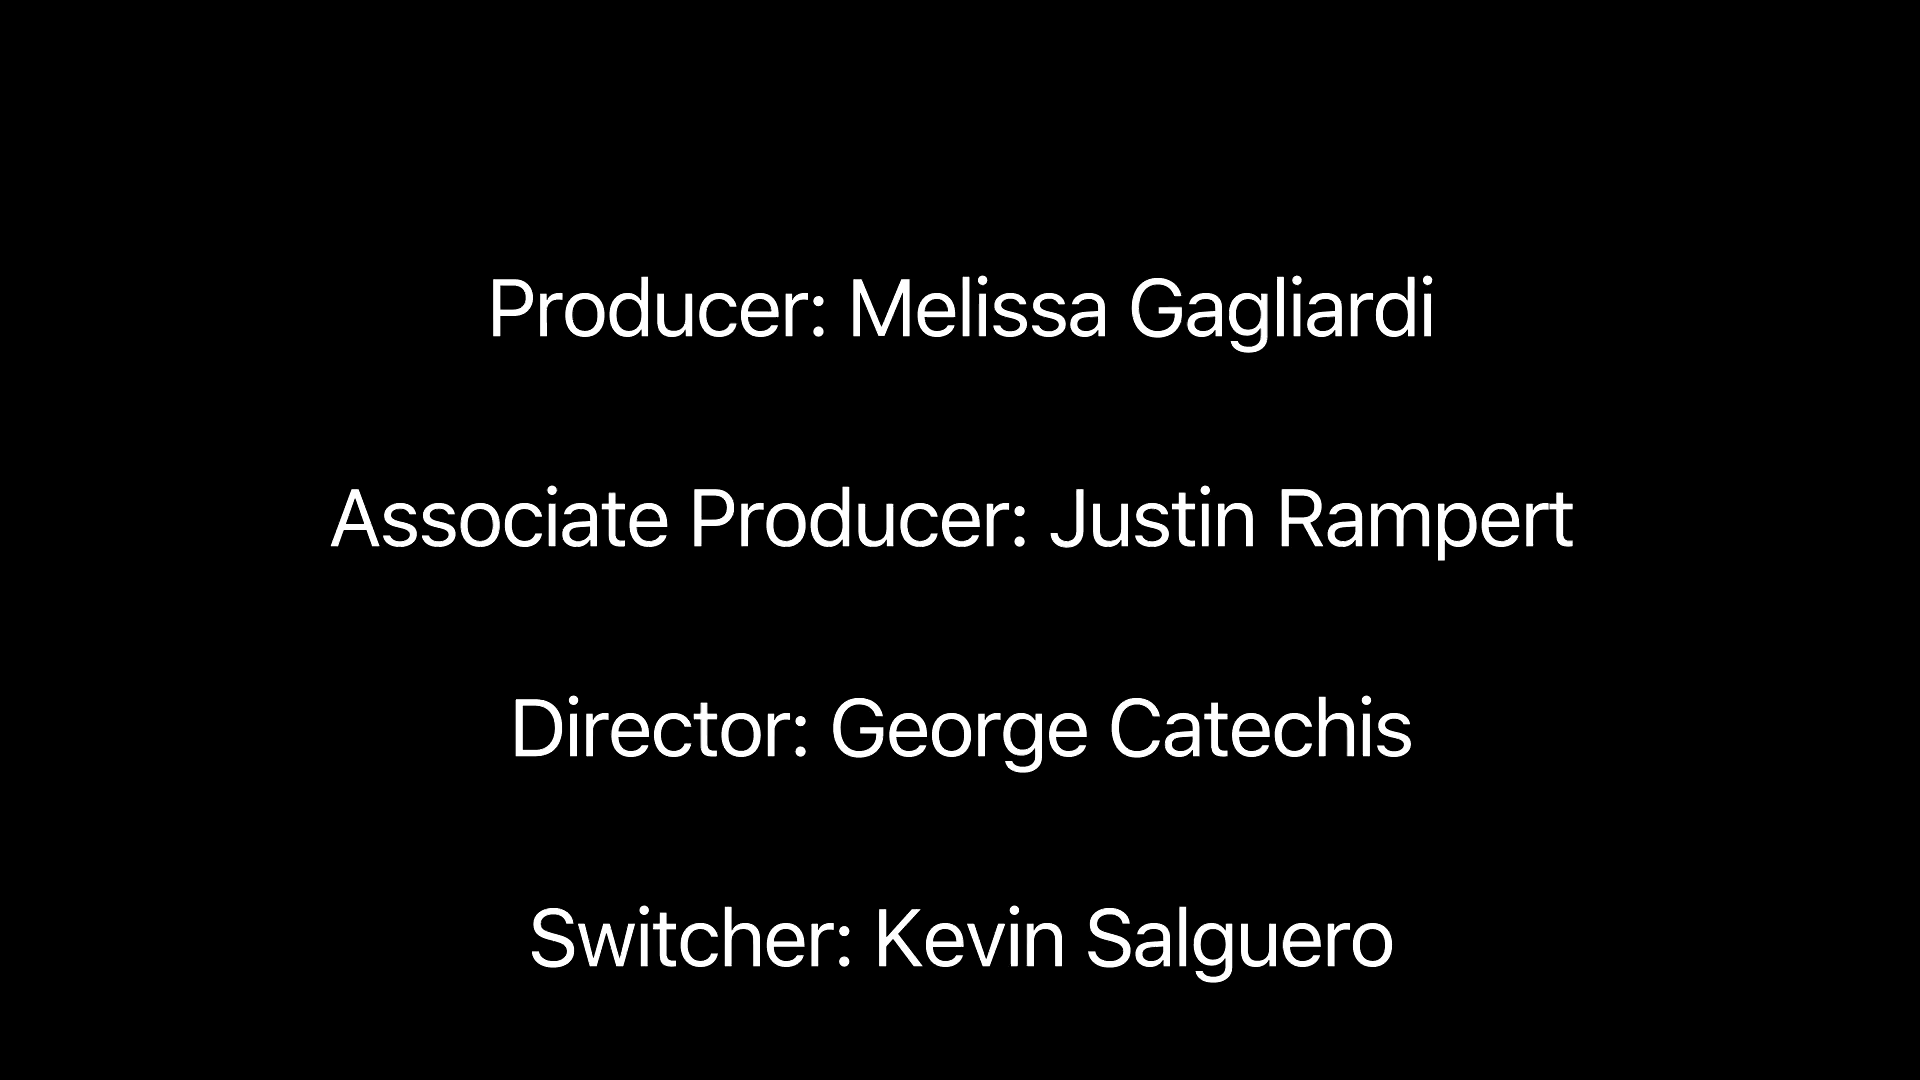 Producer: Melissa Gagliardi
Associate Producer: Justin Rampert
Director: George Catechis
Switcher: Kevin Salguero